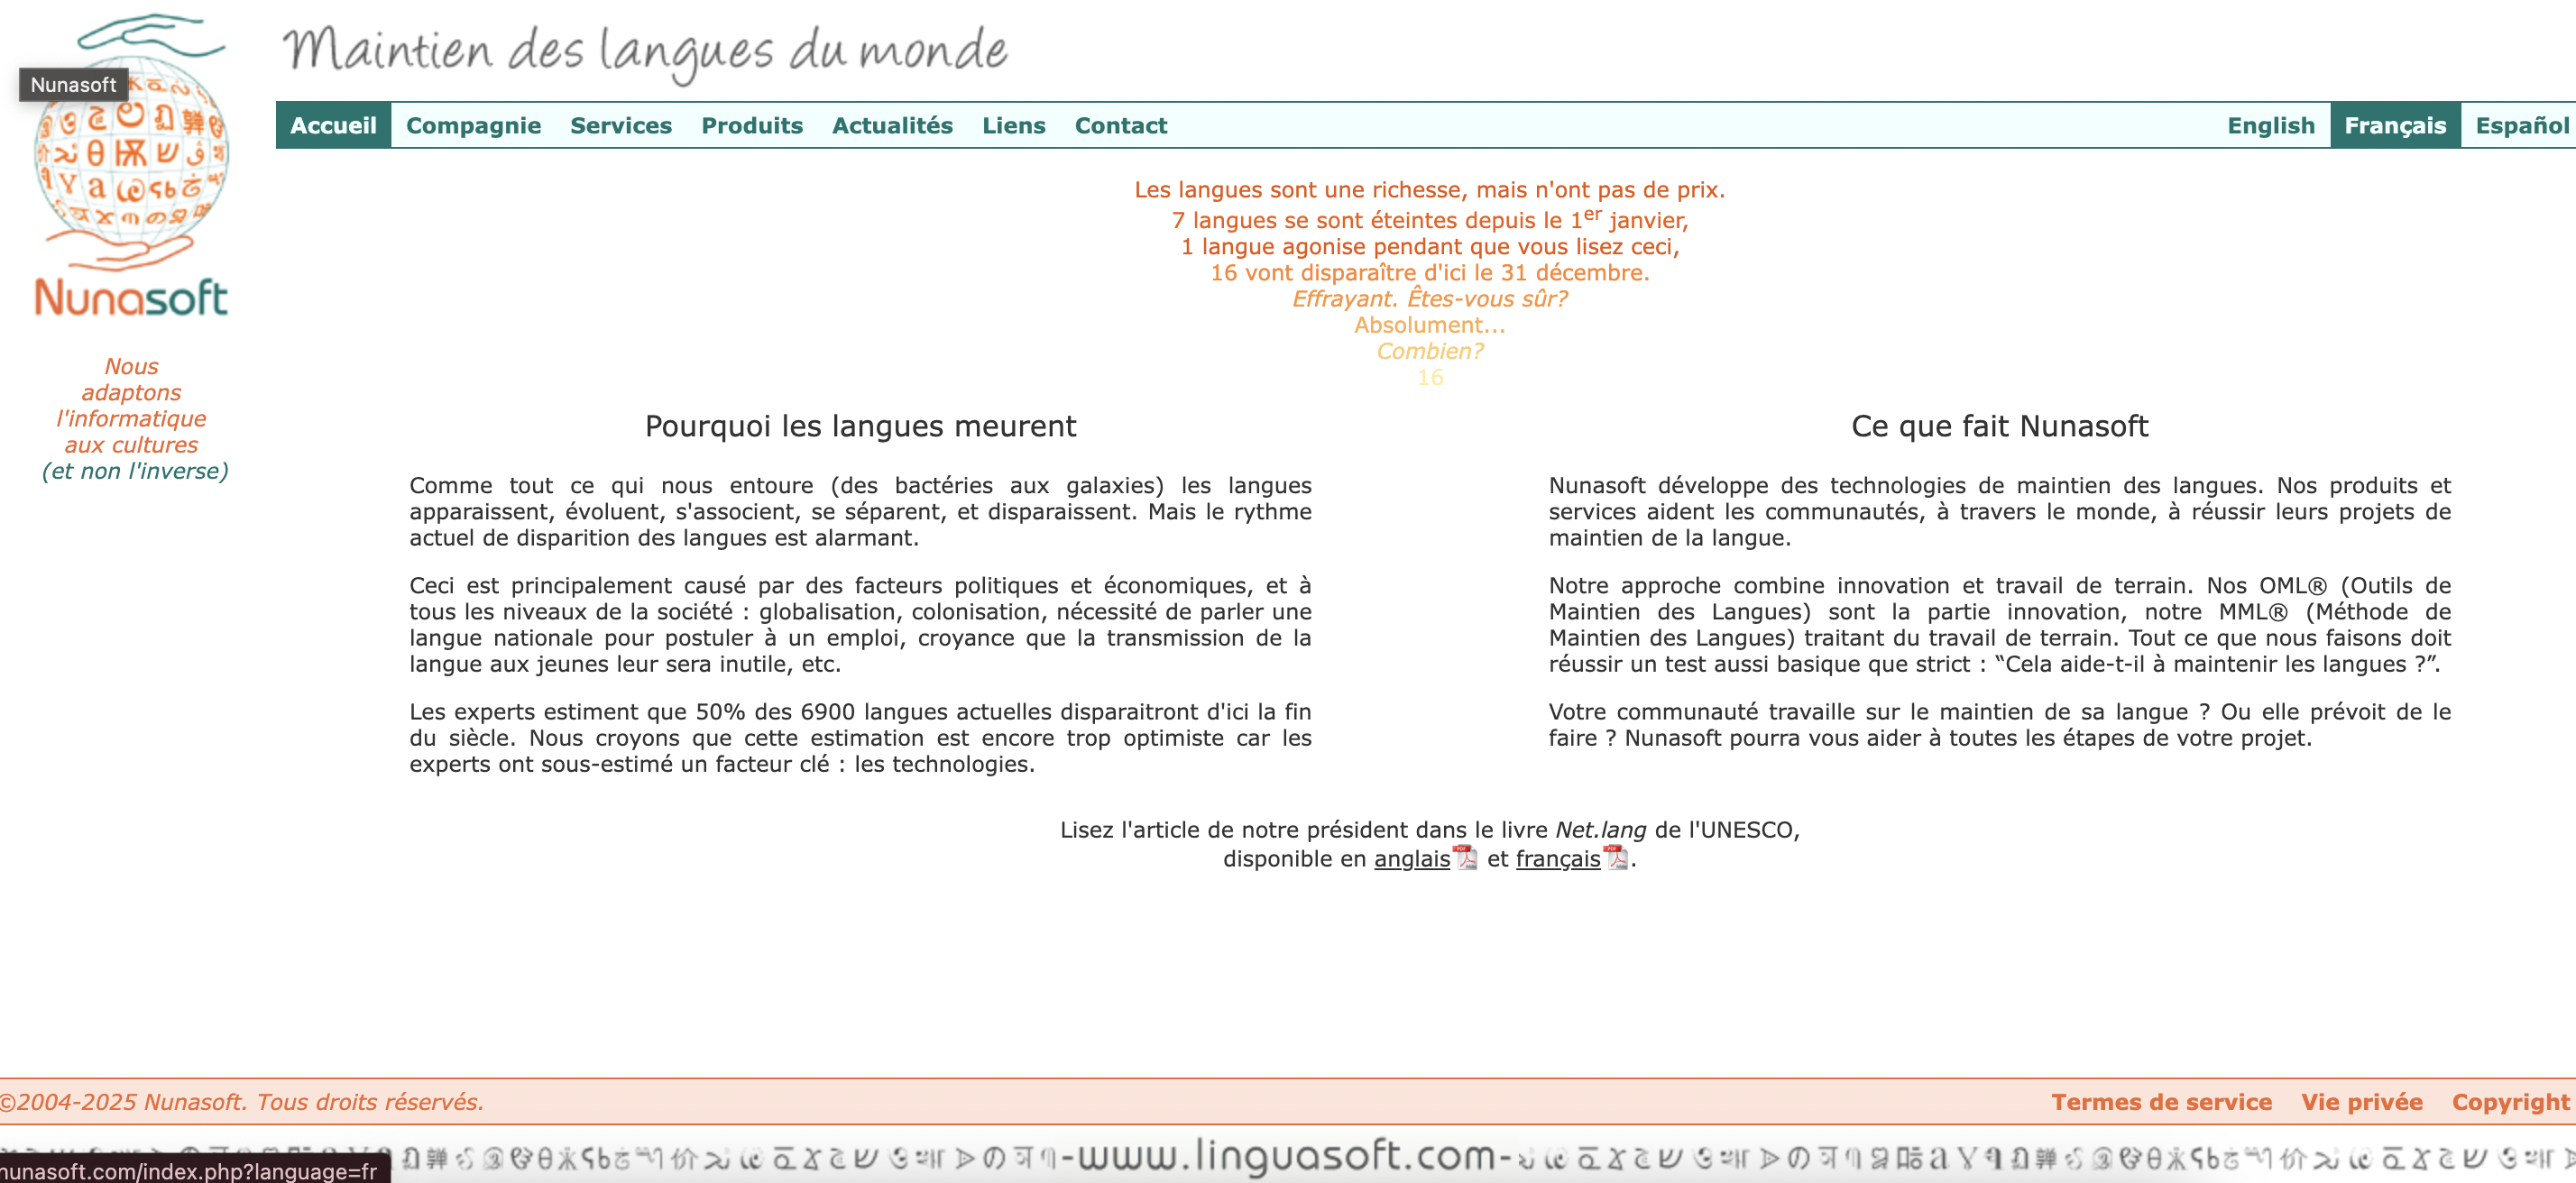 Maintien des langues du monde
Nunasoft
Accueil Compagnie Services Produits Actualités Liens Contact English Français Español
Nunasoft
Nous
adaptons
l'informatique
aux cultures
(et non l'inverse)
Les langues sont une richesse, mais n'ont pas de prix.
7 langues se sont éteintes depuis le 1er janvier,
1 langue agonise pendant que vous lisez ceci,
16 vont disparaître d'ici le 31 décembre.
Effrayant. Êtes-vous sûr?
Absolument...
Combien?
16
Pourquoi les langues meurent
Comme tout ce qui nous entoure (des bactéries aux galaxies) les langues
apparaissent, évoluent, s'associent, se séparent, et disparaissent. Mais le rythme
actuel de disparition des langues est alarmant.
Ceci est principalement causé par des facteurs politiques et économiques, et à
tous les niveaux de la société : globalisation, colonisation, nécessité de parler une
langue nationale pour postuler à un emploi, croyance que la transmission de la
langue aux jeunes leur sera inutile, etc.
Les experts estiment que 50% des 6900 langues actuelles disparaitront d'ici la fin
du siècle. Nous croyons que cette estimation est encore trop optimiste car les
experts ont sous-estimé un facteur clé : les technologies.
Ce que fait Nunasoft
Nunasoft développe des technologies de maintien des langues. Nos produits et
services aident les communautés, à travers le monde, à réussir leurs projets de
maintien de la langue.
Notre approche combine innovation et travail de terrain. Nos OML® (Outils de
Maintien des Langues) sont la partie innovation, notre MML® (Méthode de
Maintien des Langues) traitant du travail de terrain. Tout ce que nous faisons doit
réussir un test aussi basique que strict : “Cela aide-t-il à maintenir les langues ?”.
Votre communauté travaille sur le maintien de sa langue ? Ou elle prévoit de le
faire ? Nunasoft pourra vous aider à toutes les étapes de votre projet.
Lisez l'article de notre président dans le livre Net.lang de l'UNESCO,
disponible en anglais et français.
©2004-2025 Nunasoft. Tous droits réservés. Termes de service Vie privée Copyright
-www.linguasoft.com-
nunasoft.com/index.php?language=fr